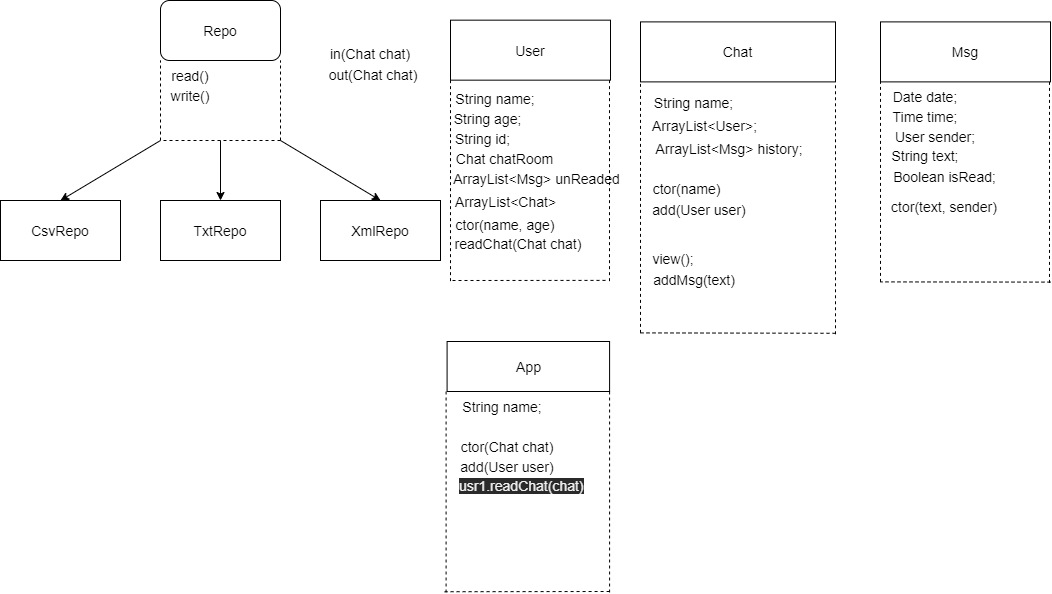 Repo
read()
write()
in(Chat chat)
out(Chat chat)
CsvRepo
TxtRepo
XmlRepo
User
String name;
String age;
String id;
Chat chatRoom
ArrayList<Msg> unReaded
ArrayList<Chat>
ctor(name, age)
readChat(Chat chat)
Chat
String name;
ArrayList<User>;
ArrayList<Msg> history;
ctor(name)
add(User user)
view();
addMsg(text)
Msg
Date date;
Time time;
User sender;
String text;
Boolean isRead;
ctor(text, sender)
App
String name;
ctor(Chat chat)
add(User user)
usr1.readChat(chat)